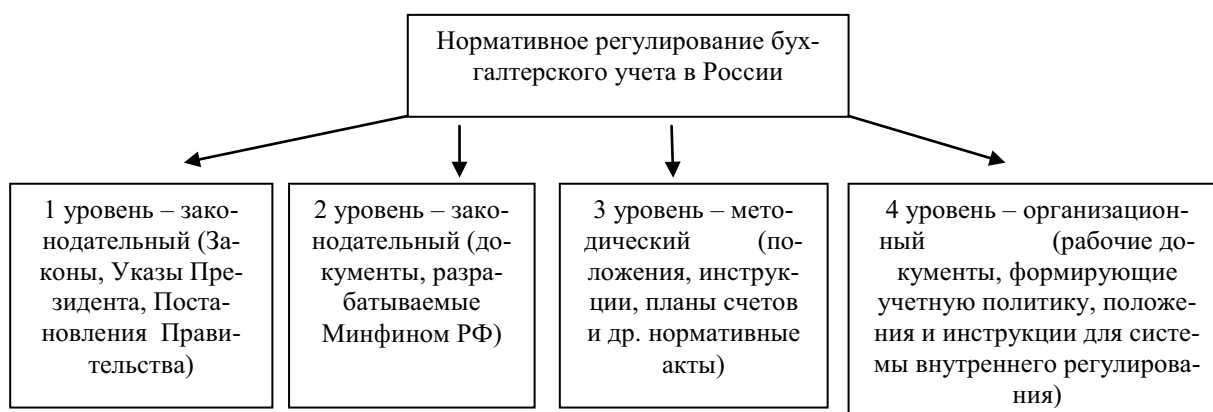 Нормативное регулирование бух-
галтерского учета в России
1 уровень – зако-
нодательный (За-
коны, Указы Пре-
зидента, Поста-
новления Прави-
тельства)
2 уровень – зако-
нодательный (до-
кументы, разра-
батываемые
Минфином РФ)
3 уровень – мето-
дический (по-
ложения, инструк-
ции, планы счетов
и др. нормативные
акты)
4 уровень – организацион-
ный (рабочие до-
кументы, формирующие
учетную политику, положе-
ния и инструкции для систе-
мы внутреннего регулирова-
ния)